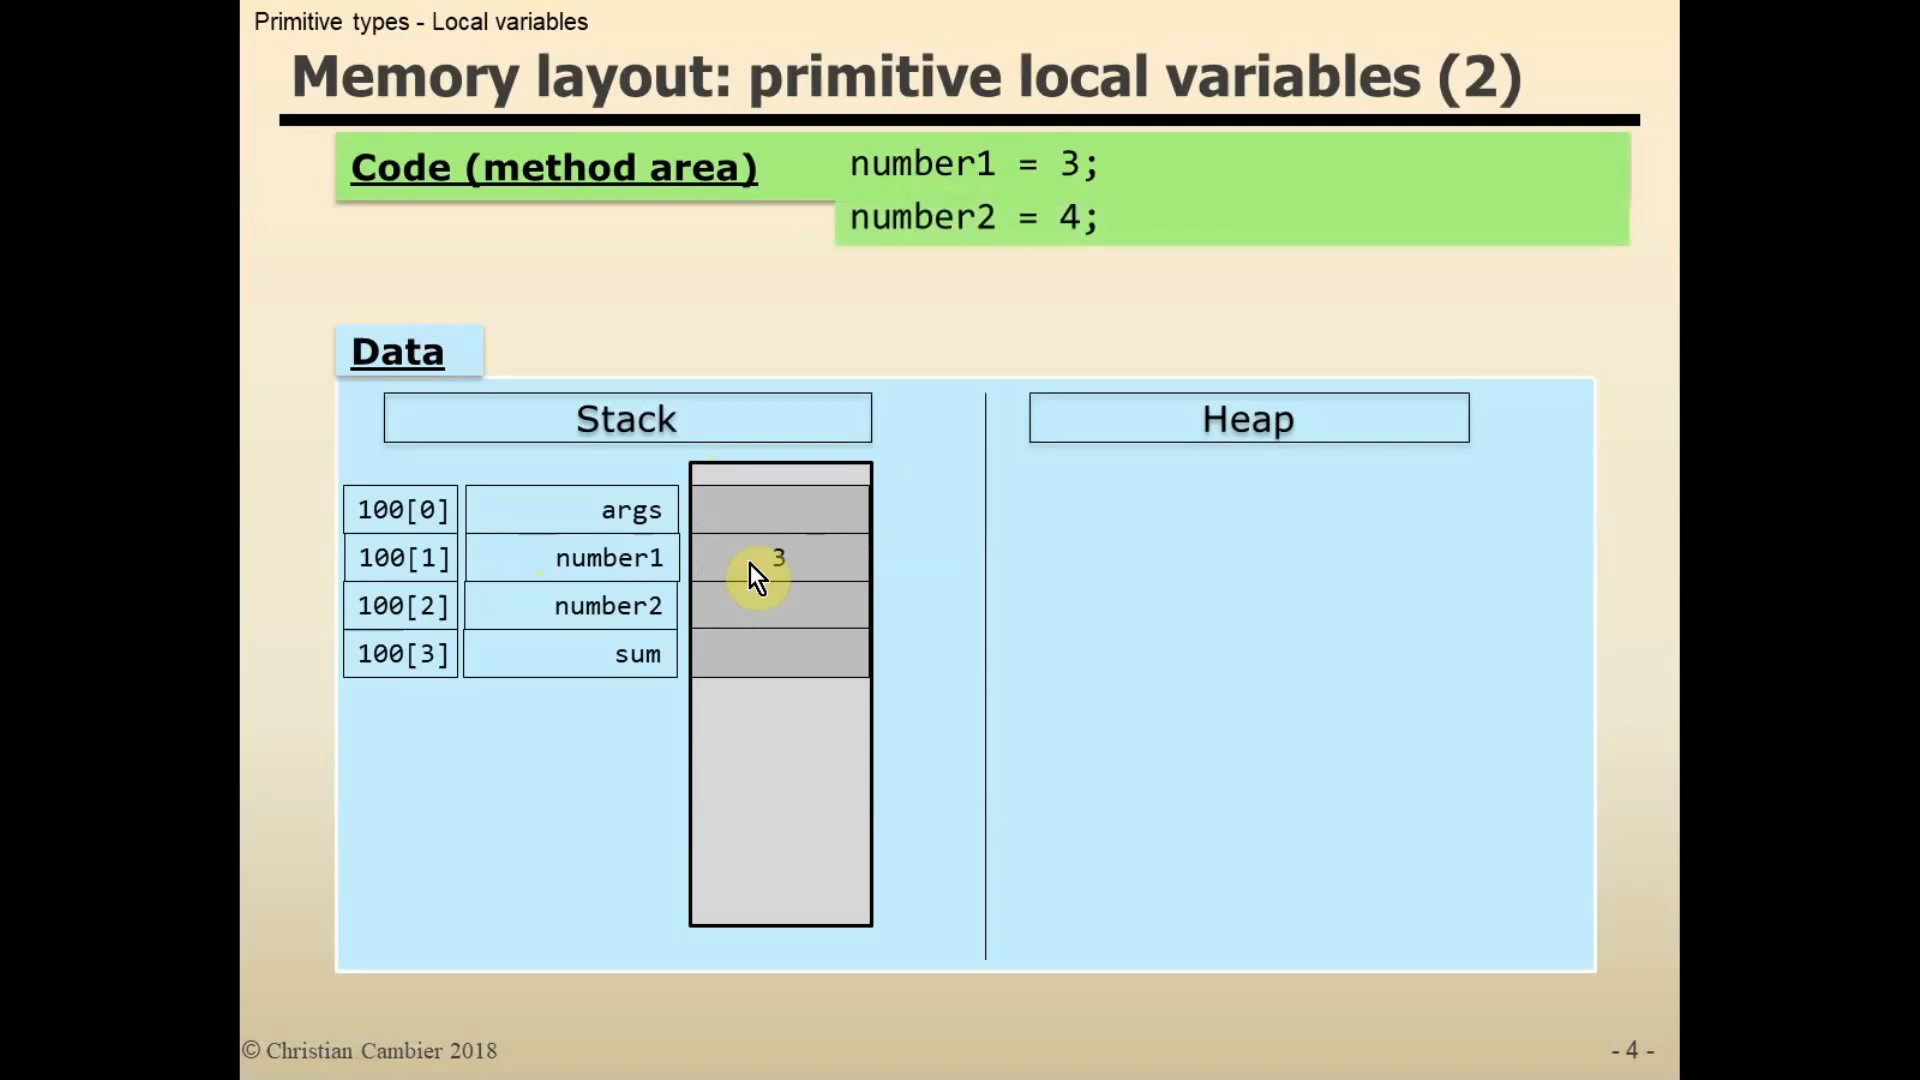 Primitive types - Local variables
Memory layout: primitive local variables (2)
Code (method area)
number1 = 3;
number2 = 4;
Data
Stack
Heap
100[0] args
100[1] number1 3
100[2] number2
100[3] sum
© Christian Cambier 2018
- 4 -